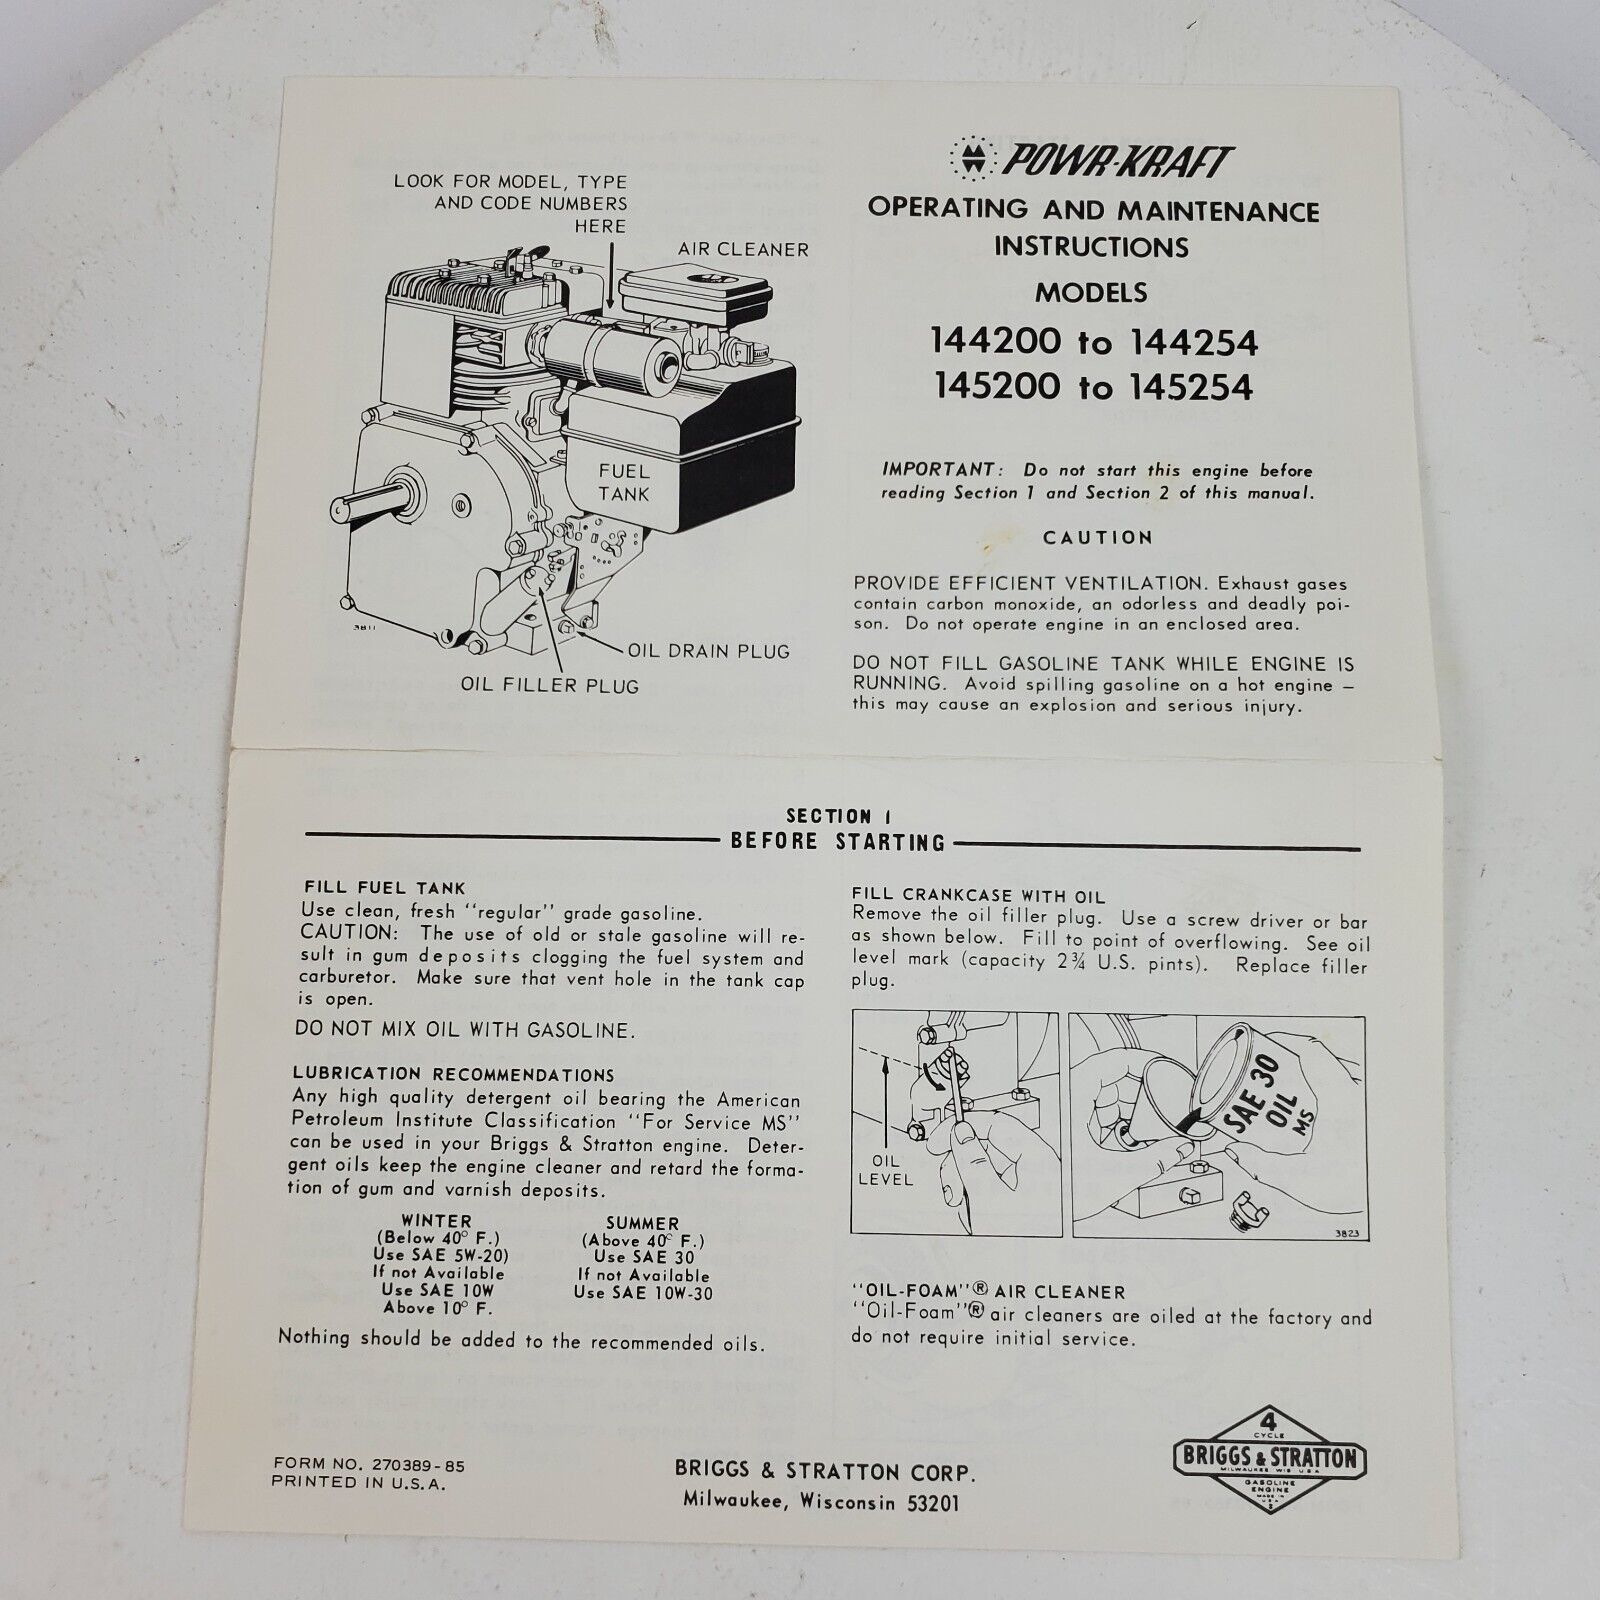 LOOK FOR MODEL, TYPE
AND CODE NUMBERS
HERE
AIR CLEANER
FUEL
TANK
3811
OIL DRAIN PLUG
OIL FILLER PLUG
POWR-KRAFT
OPERATING AND MAINTENANCE
INSTRUCTIONS
MODELS
144200 to 144254
145200 to 145254
IMPORTANT: Do not start this engine before
reading Section 1 and Section 2 of this manual.
CAUTION
PROVIDE EFFICIENT VENTILATION. Exhaust gases
contain carbon monoxide, an odorless and deadly poi-
son. Do not operate engine in an enclosed area.
DO NOT FILL GASOLINE TANK WHILE ENGINE IS
RUNNING. Avoid spilling gasoline on a hot engine —
this may cause an explosion and serious injury.
SECTION 1
BEFORE STARTING
FILL FUEL TANK
Use clean, fresh "regular" grade gasoline.
CAUTION: The use of old or stale gasoline will re-
sult in gum deposits clogging the fuel system and
carburetor. Make sure that vent hole in the tank cap
is open.
DO NOT MIX OIL WITH GASOLINE.
LUBRICATION RECOMMENDATIONS
Any high quality detergent oil bearing the American
Petroleum Institute Classification "For Service MS"
can be used in your Briggs & Stratton engine. Deter-
gent oils keep the engine cleaner and retard the forma-
tion of gum and varnish deposits.
WINTER
(Below 40° F.)
Use SAE 5W-20)
If not Available
Use SAE 10W
Above 10° F.
SUMMER
(Above 40° F.)
Use SAE 30
If not Available
Use SAE 10W-30
Nothing should be added to the recommended oils.
FILL CRANKCASE WITH OIL
Remove the oil filler plug. Use a screw driver or bar
as shown below. Fill to point of overflowing. See oil
level mark (capacity 2¾ U.S. pints). Replace filler
plug.
OIL
LEVEL
SAE 30
OIL
MS
3823
"OIL-FOAM"® AIR CLEANER
"Oil-Foam"® air cleaners are oiled at the factory and
do not require initial service.
FORM NO. 270389-85
PRINTED IN U.S.A.
BRIGGS & STRATTON CORP.
Milwaukee, Wisconsin 53201
4
CYCLE
BRIGGS & STRATTON
MILWAUKEE WIS USA
GASOLINE
ENGINE
MADE IN
U.S.A.